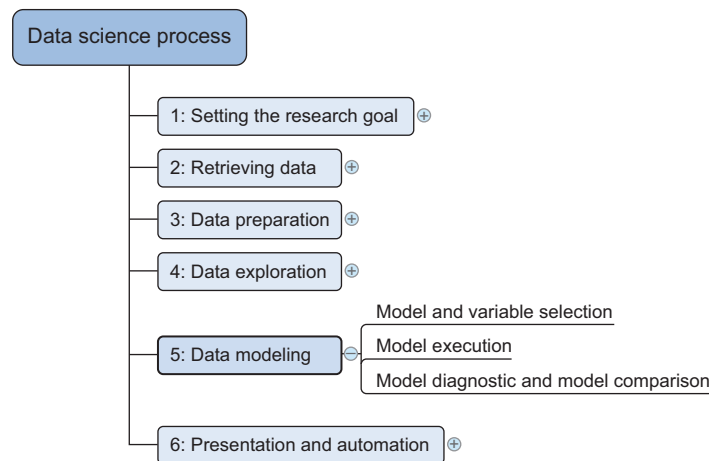 Data science process
1: Setting the research goal
2: Retrieving data
3: Data preparation
4: Data exploration
5: Data modeling
Model and variable selection
Model execution
Model diagnostic and model comparison
6: Presentation and automation